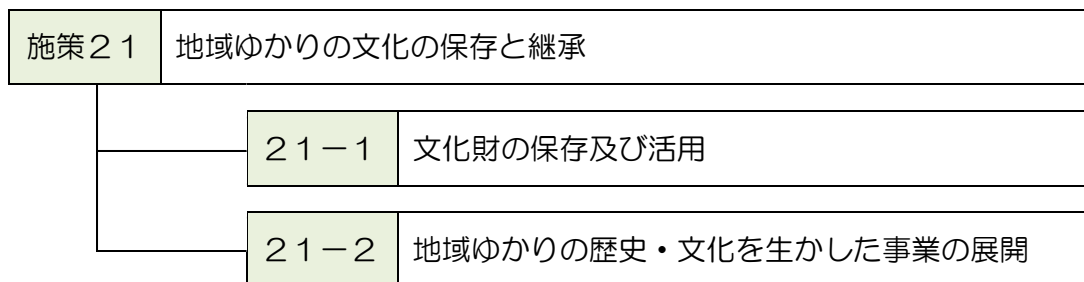 施策２１ 地域ゆかりの文化の保存と継承
２１－１ 文化財の保存及び活用
２１－２ 地域ゆかりの歴史・文化を生かした事業の展開